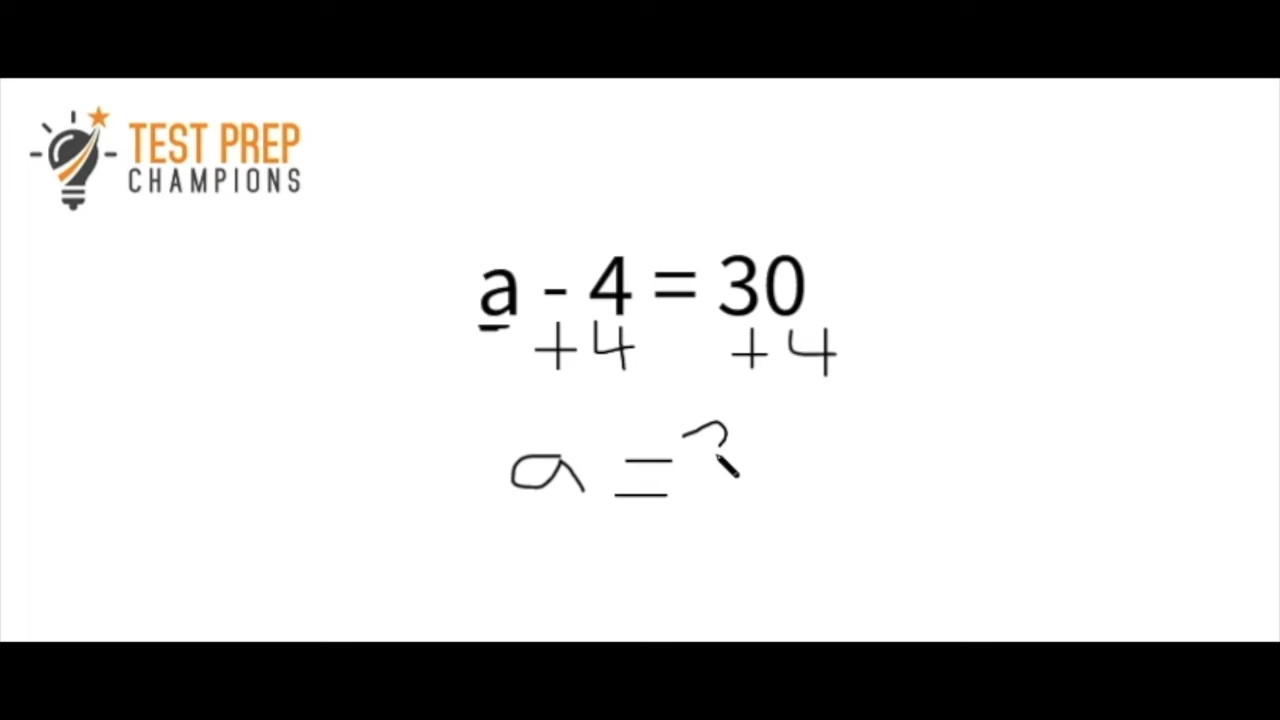 TEST PREP
CHAMPIONS
a - 4 = 30
+4 +4
a =